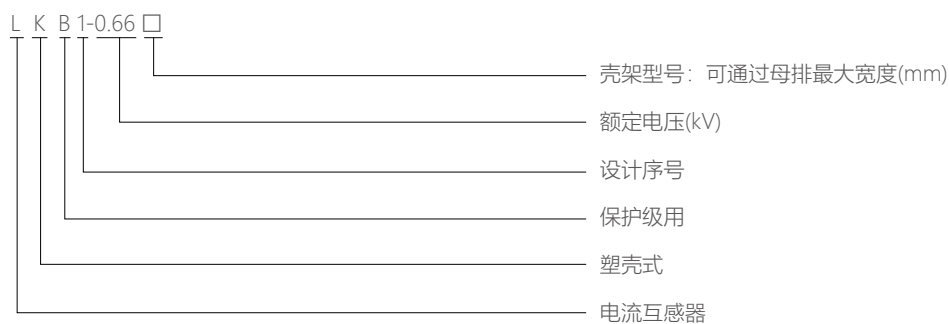 L K B 1-0.66 □
壳架型号：可通过母排最大宽度(mm)
额定电压(kV)
设计序号
保护级用
塑壳式
电流互感器